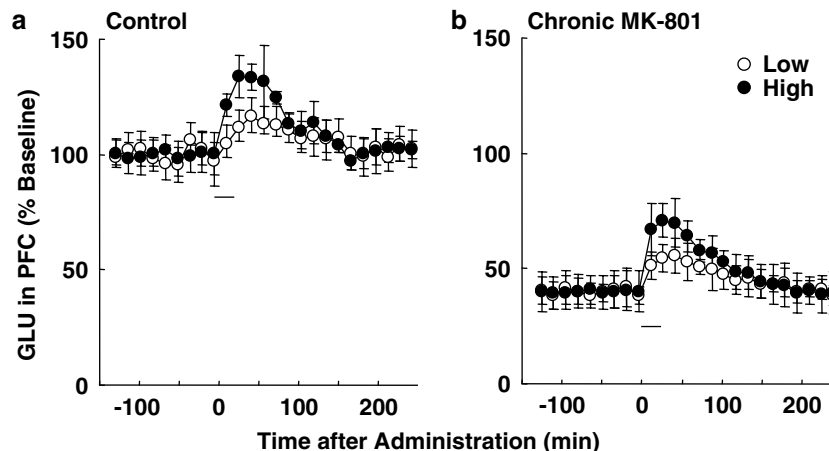 a Control
b Chronic MK-801
150
100
50
0
-100 0 100 200
GLU in PFC (% Baseline)
150
100
50
0
-100 0 100 200
Low
High
Time after Administration (min)